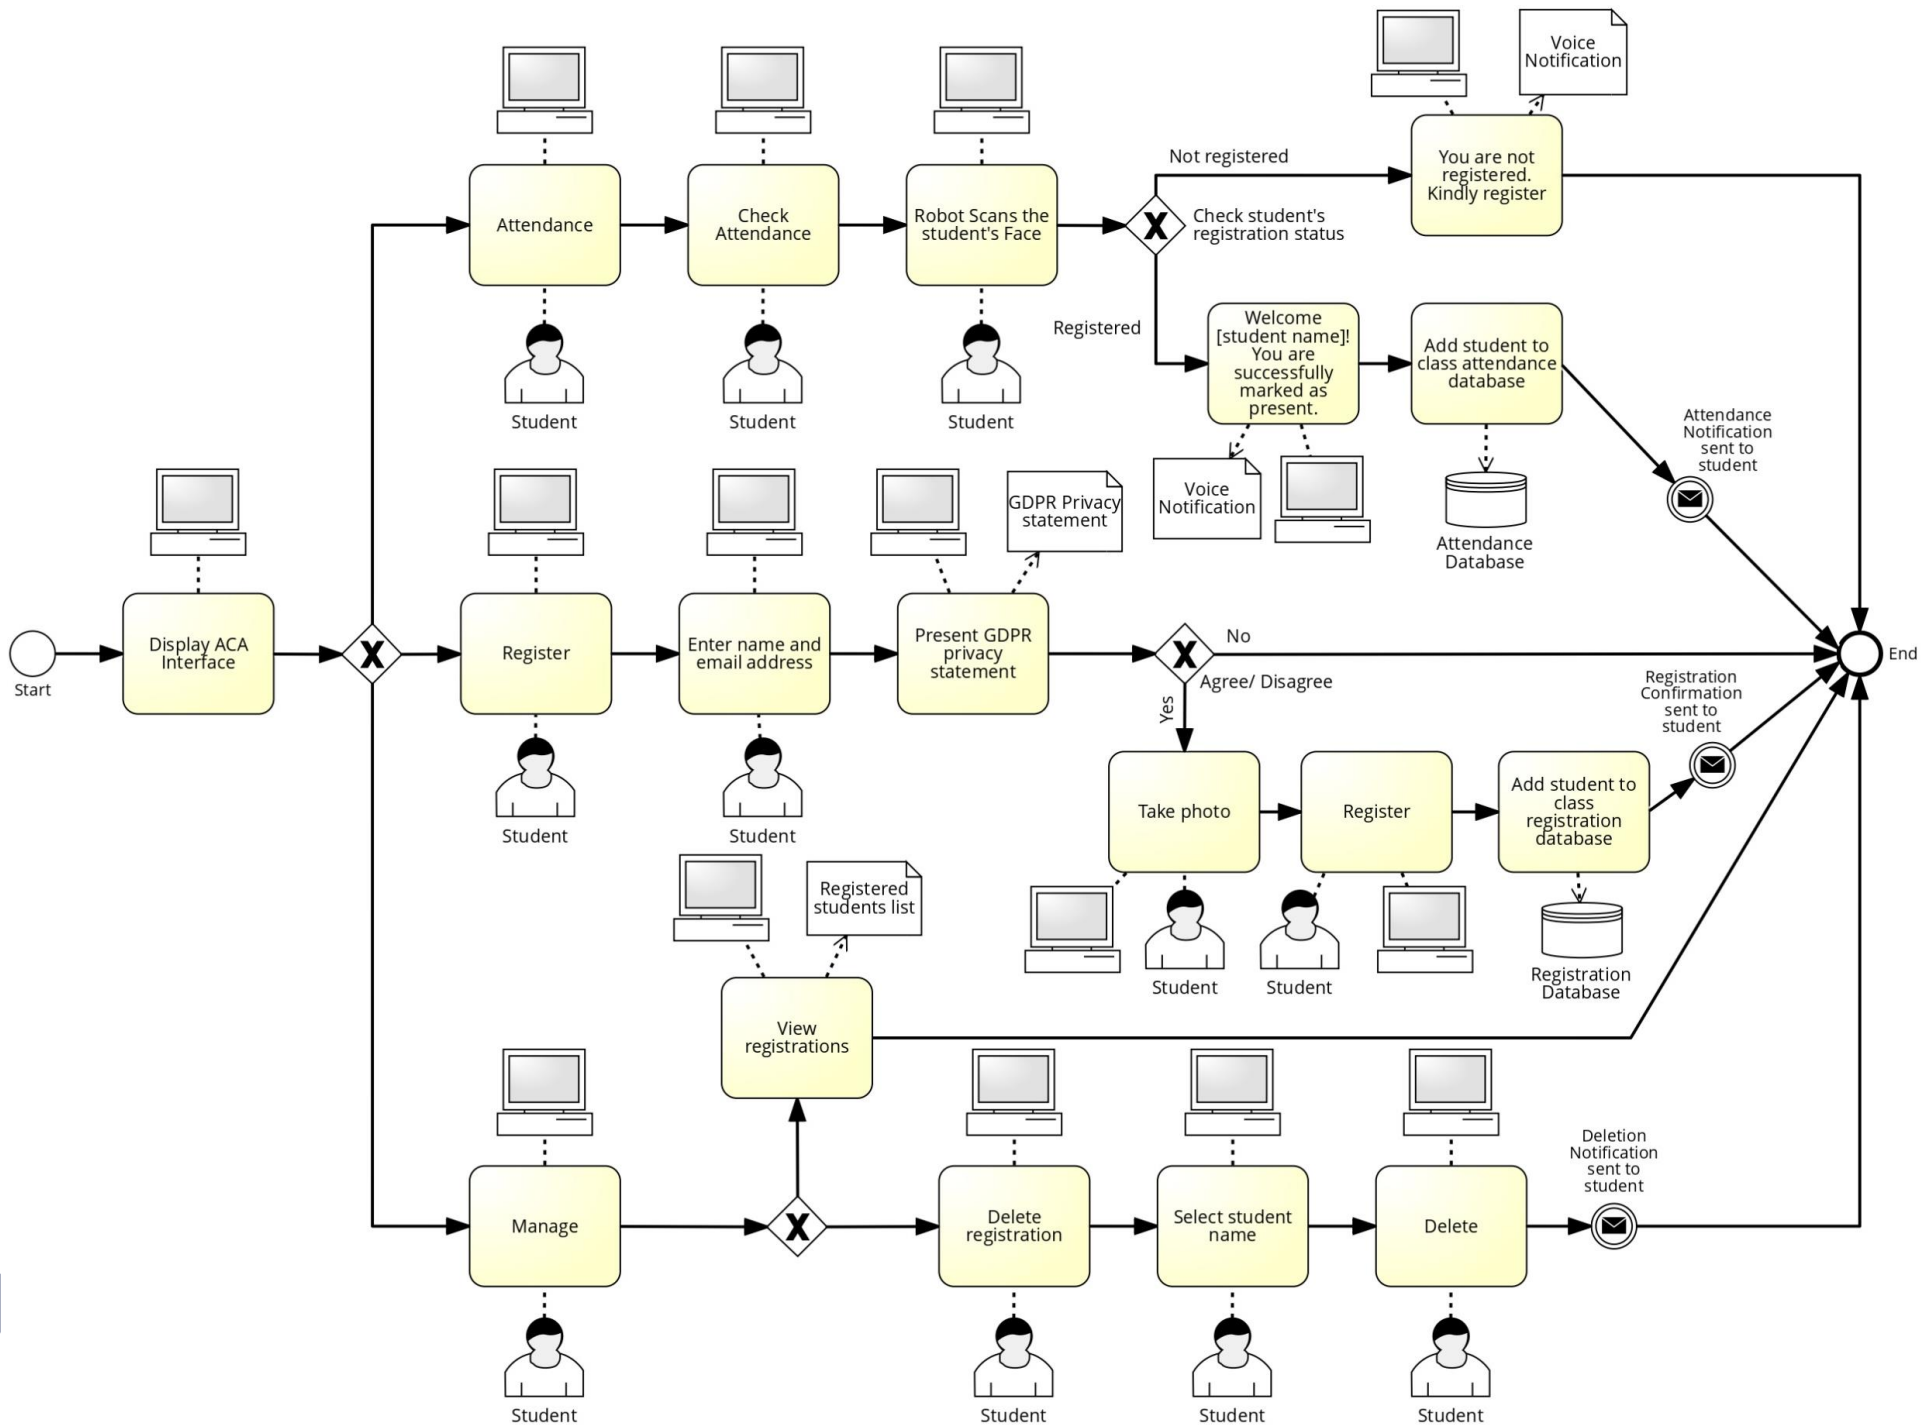 Voice
Notification
You are not
registered.
Kindly register
Not registered
Attendance
Check
Attendance
Robot Scans the
student's Face
Check student's
registration status
Student
Student
Student
Registered
Welcome
[student name]!
You are
successfully
marked as
present.
Add student to
class attendance
database
Attendance
Notification
sent to
student
Voice
Notification
Attendance
Database
GDPR Privacy
statement
Start
Display ACA
Interface
Register
Enter name and
email address
Present GDPR
privacy
statement
No
Agree/ Disagree
Yes
End
Registration
Confirmation
sent to
student
Student
Student
Take photo
Register
Add student to
class
registration
database
Student
Student
Registration
Database
Registered
students list
View
registrations
Manage
Delete
registration
Select student
name
Delete
Deletion
Notification
sent to
student
Student
Student
Student
Student